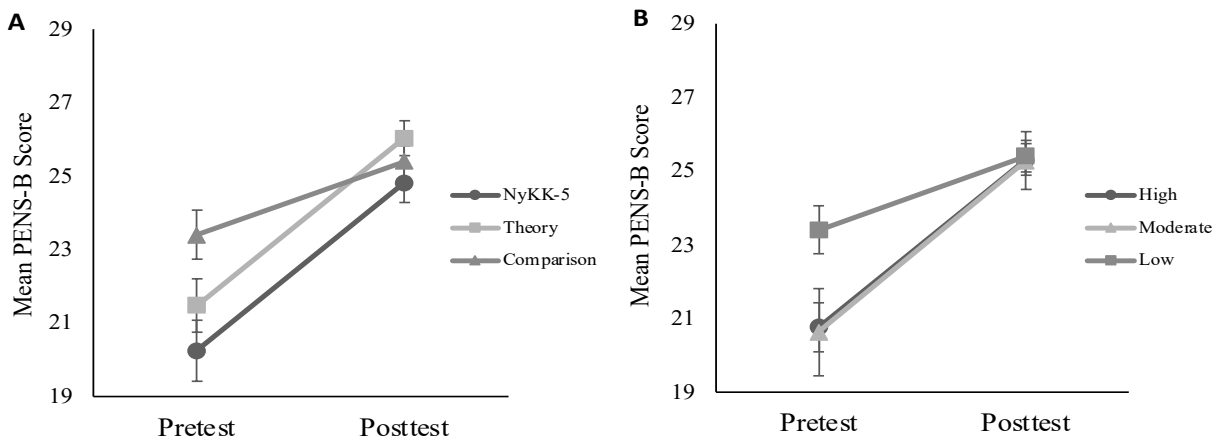 A
Mean PENS-B Score
29
27
25
23
21
19
Pretest
Posttest
NyKK-5
Theory
Comparison
B
Mean PENS-B Score
29
27
25
23
21
19
Pretest
Posttest
High
Moderate
Low